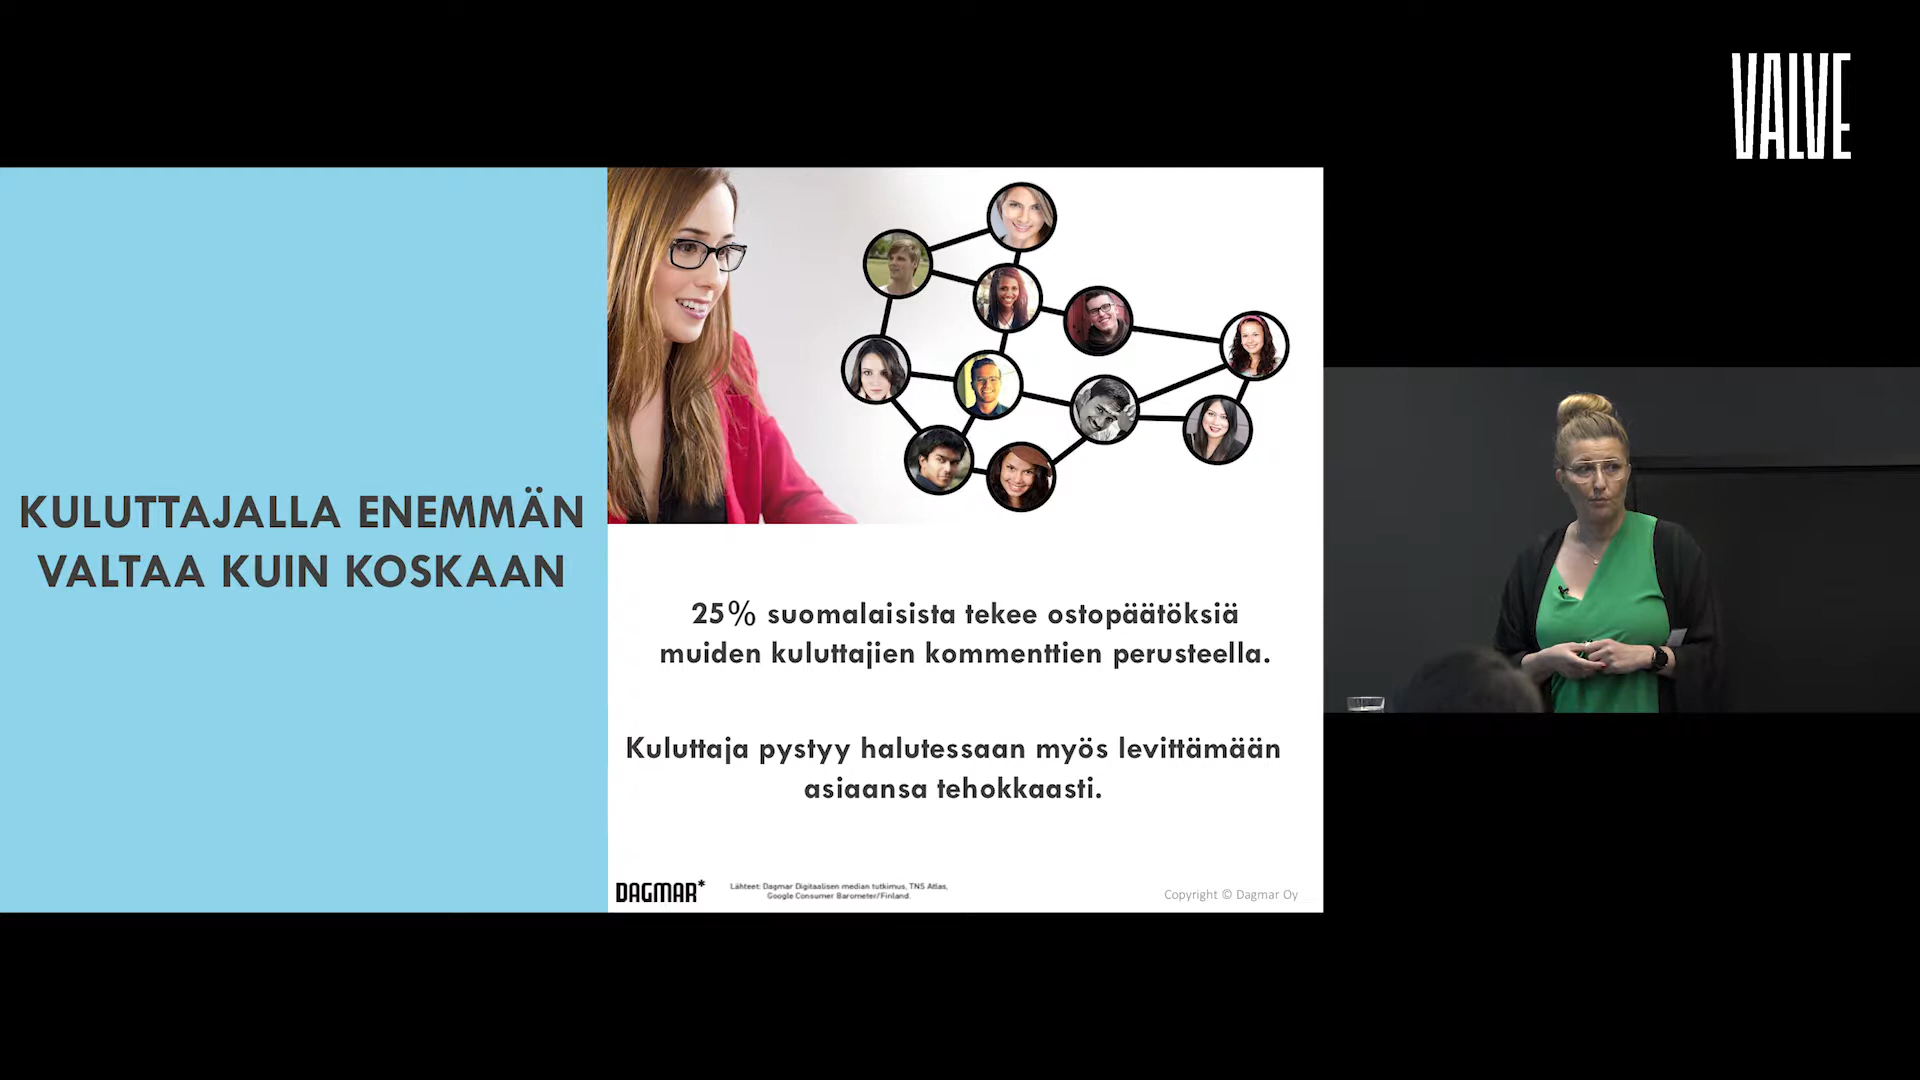 VALVE
KULUTTAJALLA ENEMMÄN
VALTAA KUIN KOSKAAN
25% suomalaisista tekee ostopäätöksiä
muiden kuluttajien kommenttien perusteella.
Kuluttaja pystyy halutessaan myös levittämään
asiaansa tehokkaasti.
DAGMAR*
Lähteet: Dagmar Digitaalisen median tutkimus, TNS Atlas,
Google Consumer Barometer/Finland.
Copyright © Dagmar Oy